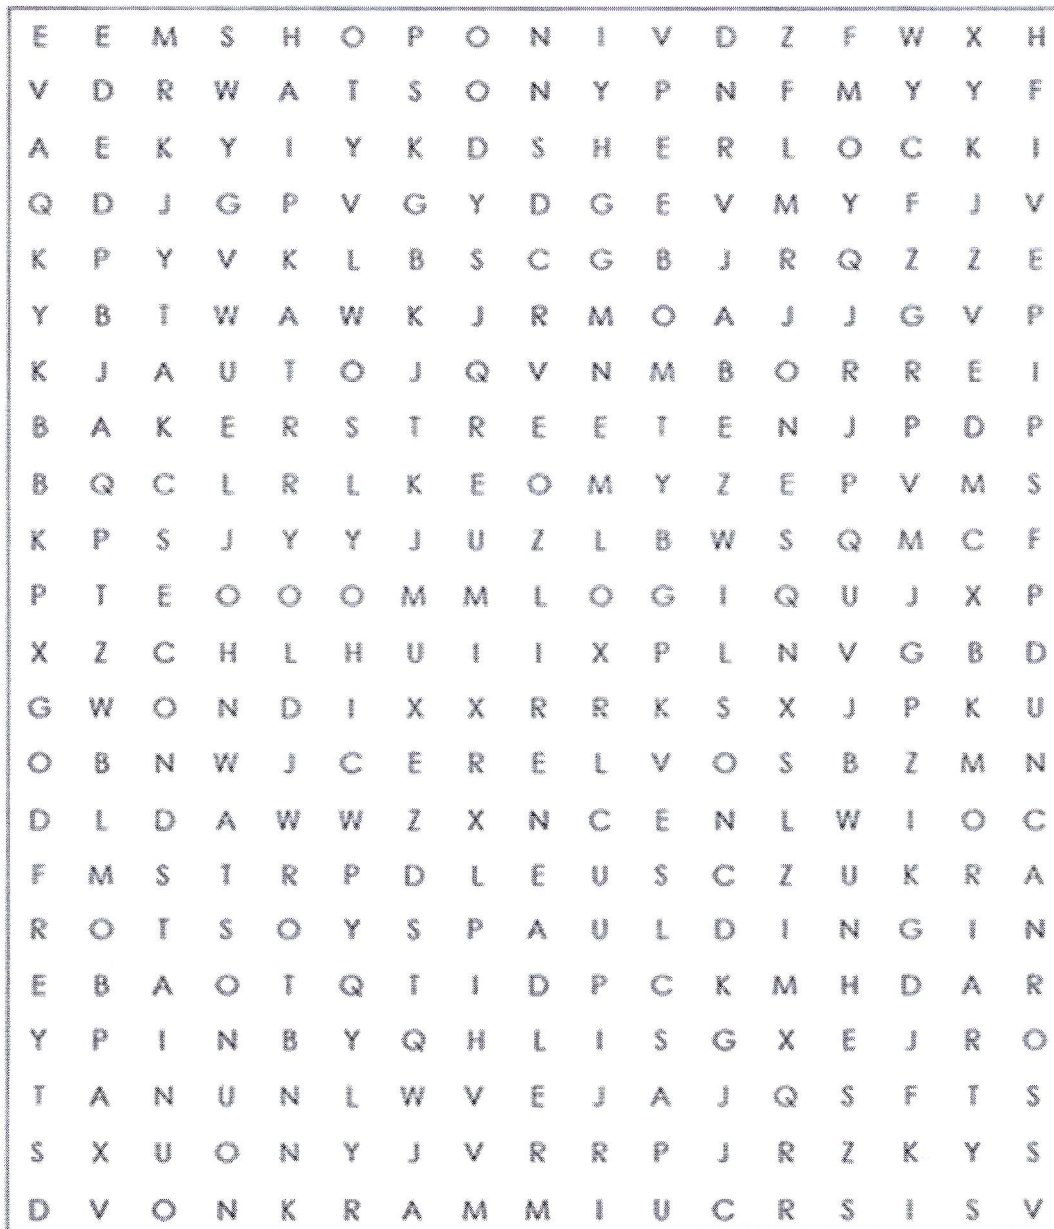 E E M S H O P O N I V D Z F W X H
V D R W A T S O N Y P N F M Y Y F
A E K Y I Y K D S H E R L O C K I
Q D J G P V G Y D G E V M Y F J V
K P Y V K L B S C G B J R Q Z Z E
Y B T W A W K J R M O A J J G V P
K J A U T O J Q V N M B O R R E I
B A K E R S T R E E T E N J P D P
B Q C L R L K E O M Y Z E P V M S
K P S J Y Y J U Z L B W S Q M C F
P T E O O O M M L O G I Q U J X P
X Z C H L H U I I X P L N V G B D
G W O N D I X X R R K S X J P K U
O B N W J C E R E L V O S B Z M N
D L D A W W Z X N C E N L W I O C
F M S T R P D L E U S C Z U K R A
R O T S O Y S P A U L D I N G I N
E B A O T Q T I D P C K M H D A R
Y P I N B Y Q H L I S G X E J R O
T A N U N L W V E J A J Q S F T S
S X U O N Y J V R R P J R Z K Y S
D V O N K R A M M I U C R S I S V